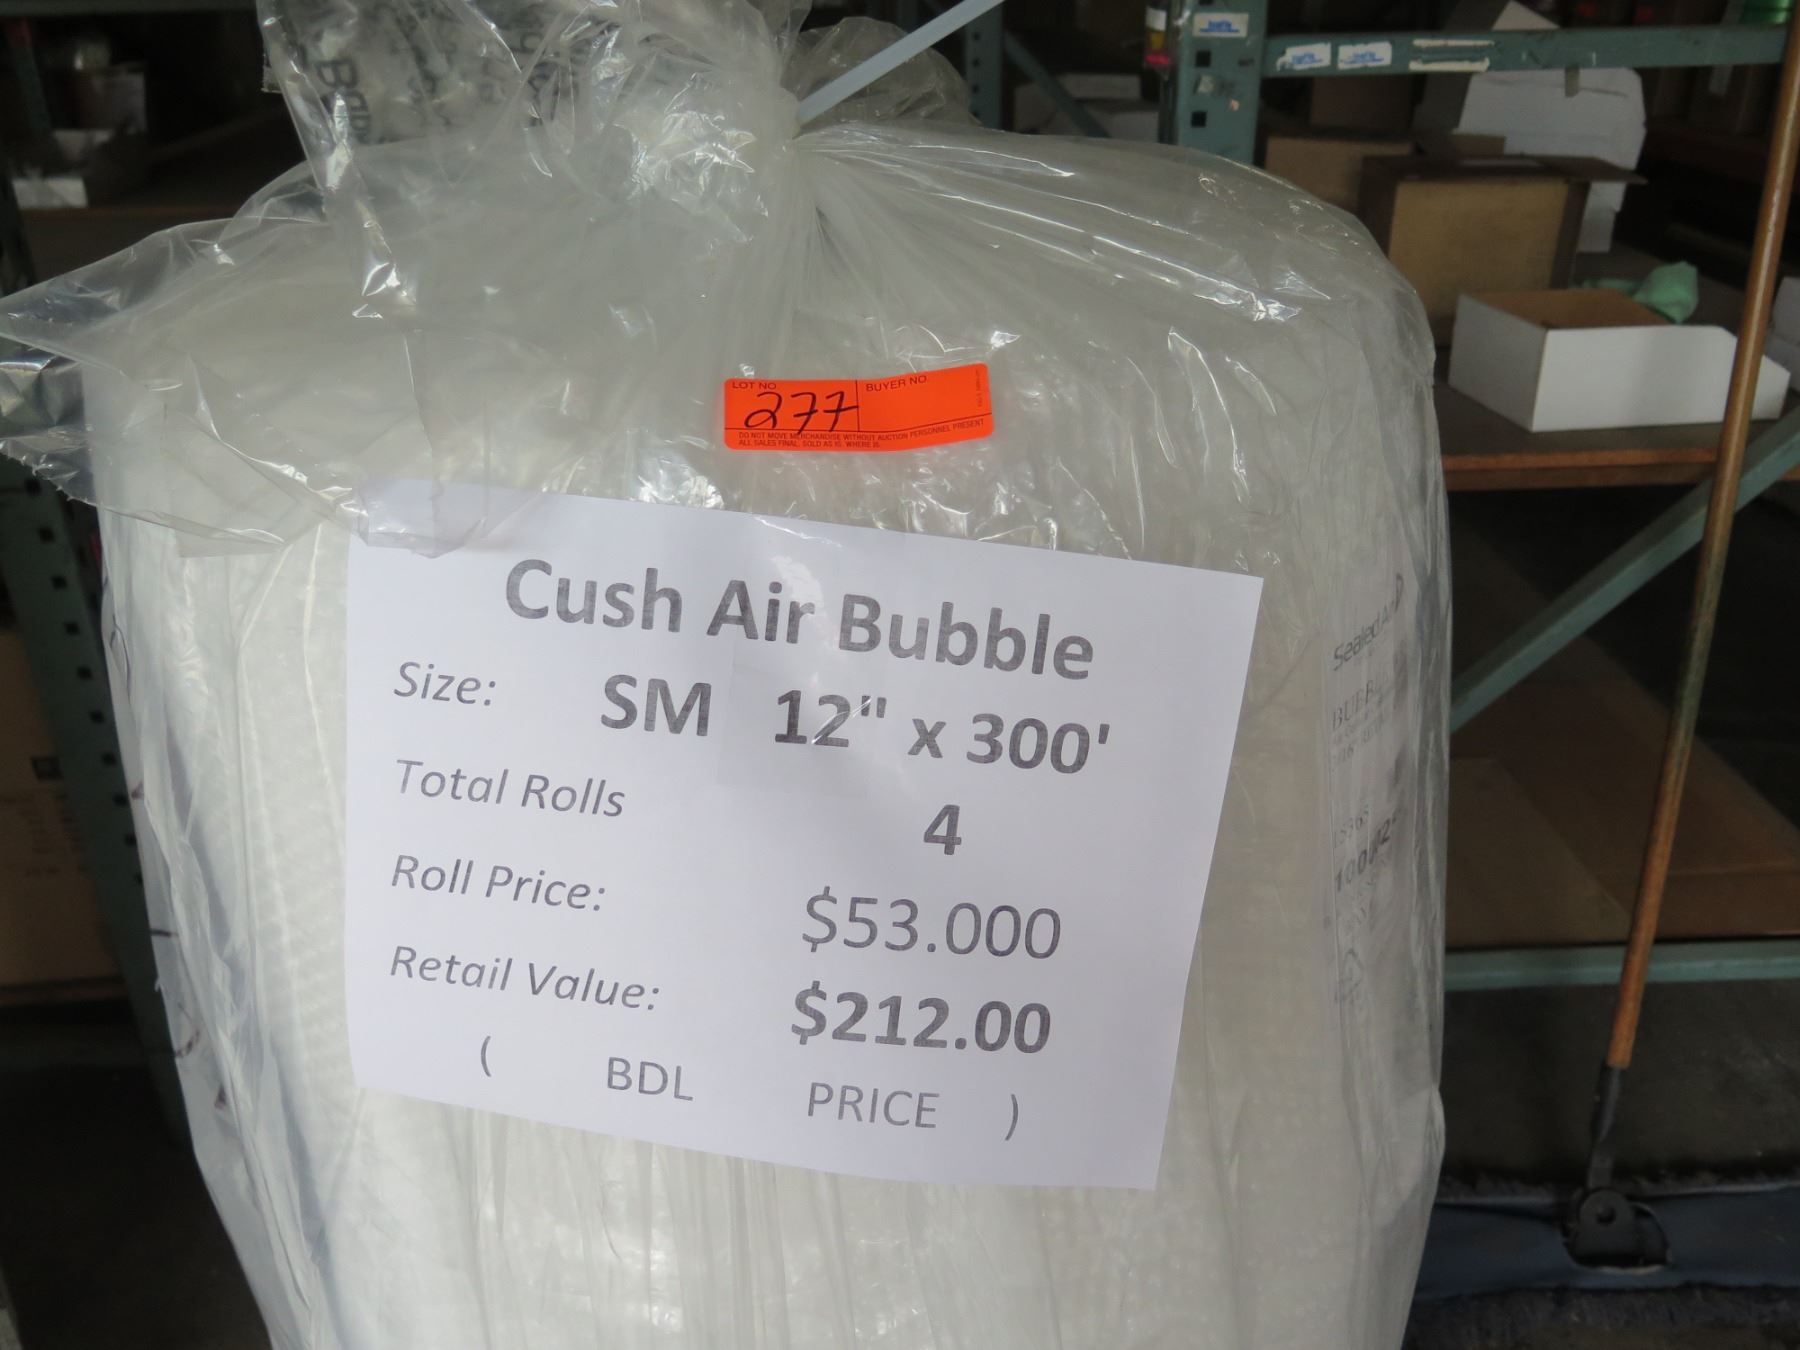 LOT NO.
BUYER NO.
277
DO NOT MOVE MERCHANDISE WITHOUT AUCTION PERSONNEL PRESENT
ALL SALES FINAL. SOLD AS IS. WHERE IS.
Cush Air Bubble
Size: SM 12" x 300'
Total Rolls 4
Roll Price: $53.000
Retail Value: $212.00
( BDL PRICE )
Sealed Air